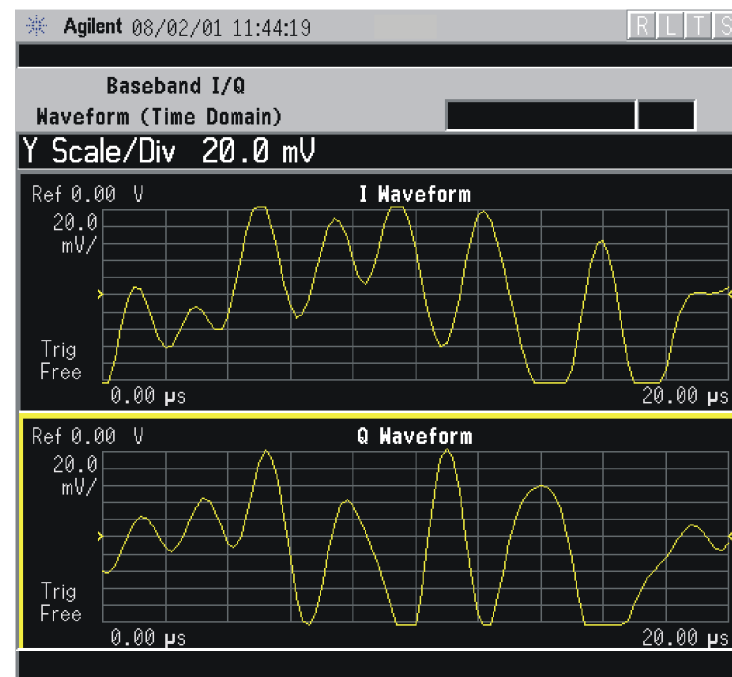 Agilent 08/02/01 11:44:19
R L T S
Baseband I/Q
Waveform (Time Domain)
Y Scale/Div 20.0 mV
Ref 0.00 V
I Waveform
20.0
mV/
Trig
Free
0.00 µs
20.00 µs
Ref 0.00 V
Q Waveform
20.0
mV/
Trig
Free
0.00 µs
20.00 µs